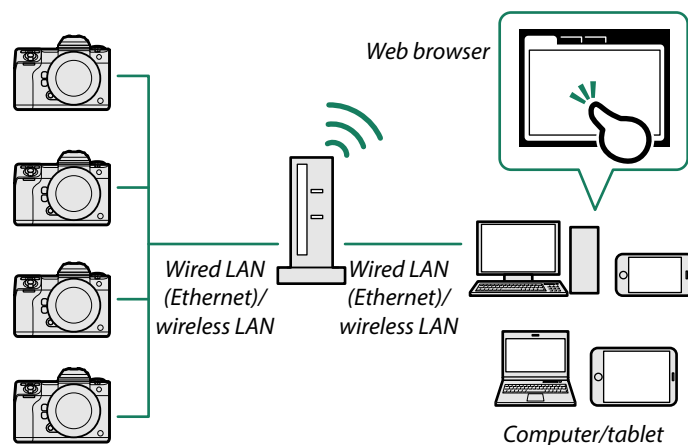 Web browser
Wired LAN
(Ethernet)/
wireless LAN
Wired LAN
(Ethernet)/
wireless LAN
Computer/tablet